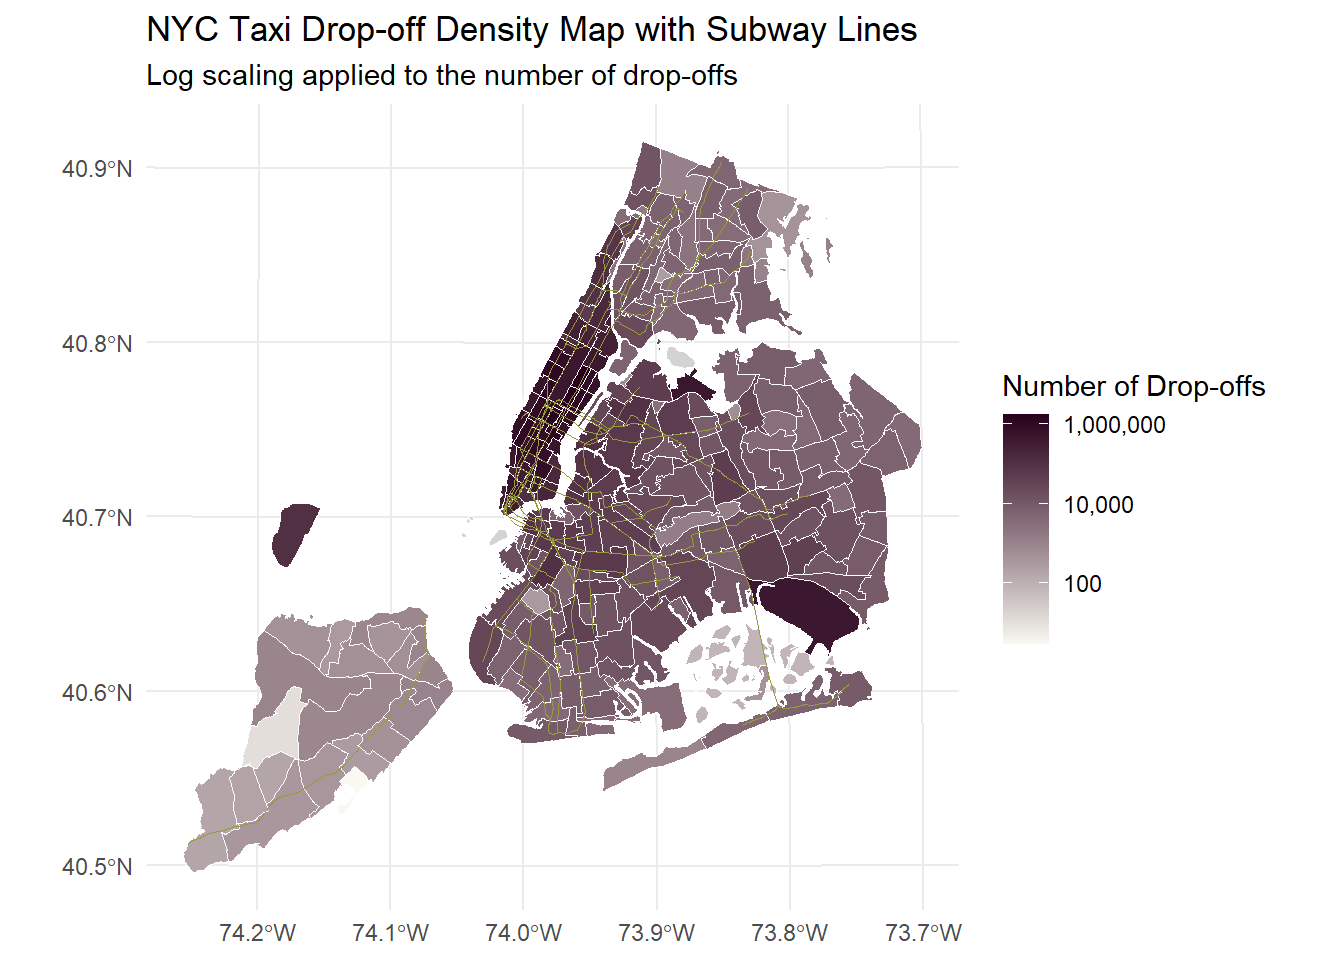 NYC Taxi Drop-off Density Map with Subway Lines
Log scaling applied to the number of drop-offs
40.9°N
40.8°N
40.7°N
40.6°N
40.5°N
74.2°W
74.1°W
74.0°W
73.9°W
73.8°W
73.7°W
Number of Drop-offs
1,000,000
10,000
100